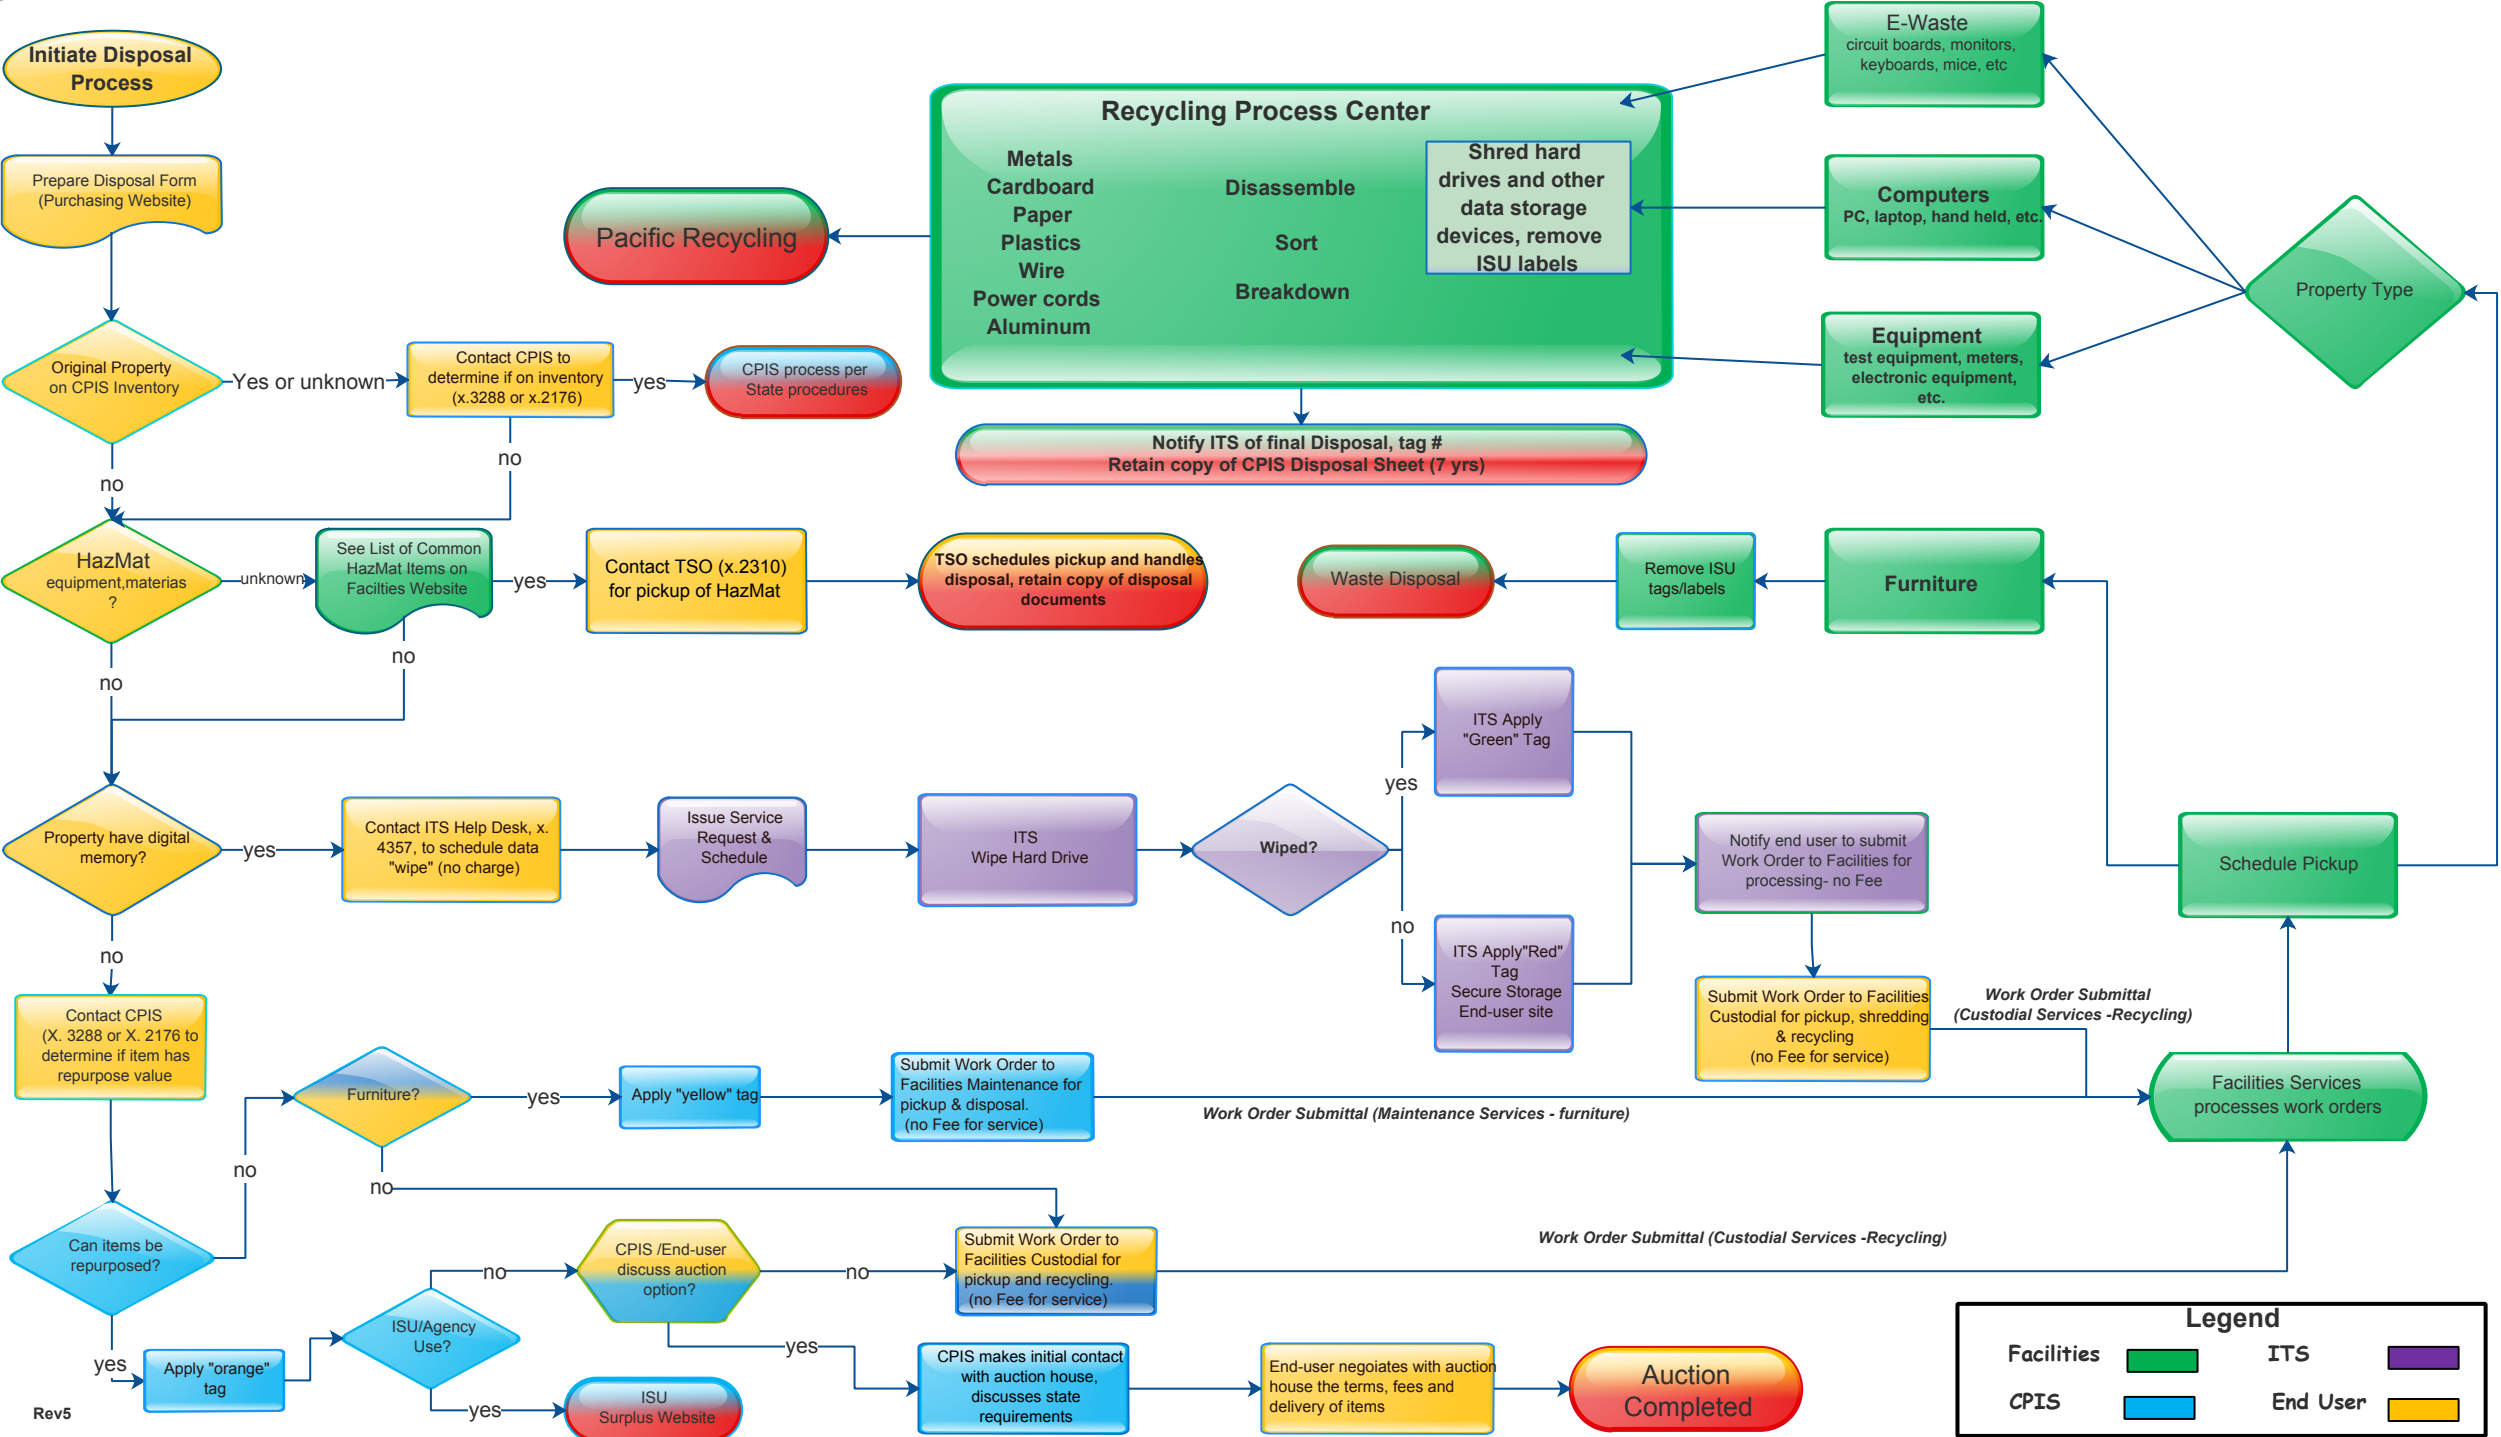 Initiate Disposal
Process
Prepare Disposal Form
(Purchasing Website)
Original Property
on CPIS Inventory
Yes or unknown
Contact CPIS to
determine if on inventory
(x.3288 or x.2176)
yes
CPIS process per
State procedures
no
no
HazMat
equipment,materias
?
unknown
See List of Common
HazMat Items on
Facilties Website
yes
Contact TSO (x.2310)
for pickup of HazMat
TSO schedules pickup and handles
disposal, retain copy of disposal
documents
no
no
Pacific Recycling
Recycling Process Center
Metals
Cardboard
Paper
Plastics
Wire
Power cords
Aluminum
Disassemble
Sort
Breakdown
Shred hard
drives and other
data storage
devices, remove
ISU labels
Notify ITS of final Disposal, tag #
Retain copy of CPIS Disposal Sheet (7 yrs)
E-Waste
circuit boards, monitors,
keyboards, mice, etc
Computers
PC, laptop, hand held, etc.
Equipment
test equipment, meters,
electronic equipment,
etc.
Property Type
Waste Disposal
Remove ISU
tags/labels
Furniture
Property have digital
memory?
yes
Contact ITS Help Desk, x.
4357, to schedule data
"wipe" (no charge)
Issue Service
Request &
Schedule
ITS
Wipe Hard Drive
Wiped?
yes
ITS Apply
"Green" Tag
no
ITS Apply"Red"
Tag
Secure Storage
End-user site
Notify end user to submit
Work Order to Facilities for
processing- no Fee
Submit Work Order to Facilities
Custodial for pickup, shredding
& recycling
(no Fee for service)
Work Order Submittal
(Custodial Services -Recycling)
Schedule Pickup
Facilities Services
processes work orders
no
Contact CPIS
(X. 3288 or X. 2176 to
determine if item has
repurpose value
Furniture?
yes
Apply "yellow" tag
Submit Work Order to
Facilities Maintenance for
pickup & disposal.
(no Fee for service)
Work Order Submittal (Maintenance Services - furniture)
no
no
Can items be
repurposed?
yes
Apply "orange"
tag
ISU/Agency
Use?
no
CPIS /End-user
discuss auction
option?
no
Submit Work Order to
Facilities Custodial for
pickup and recycling.
(no Fee for service)
Work Order Submittal (Custodial Services -Recycling)
yes
ISU
Surplus Website
yes
CPIS makes initial contact
with auction house,
discusses state
requirements
End-user negoiates with auction
house the terms, fees and
delivery of items
Auction
Completed
Rev5
Legend
Facilities
ITS
CPIS
End User